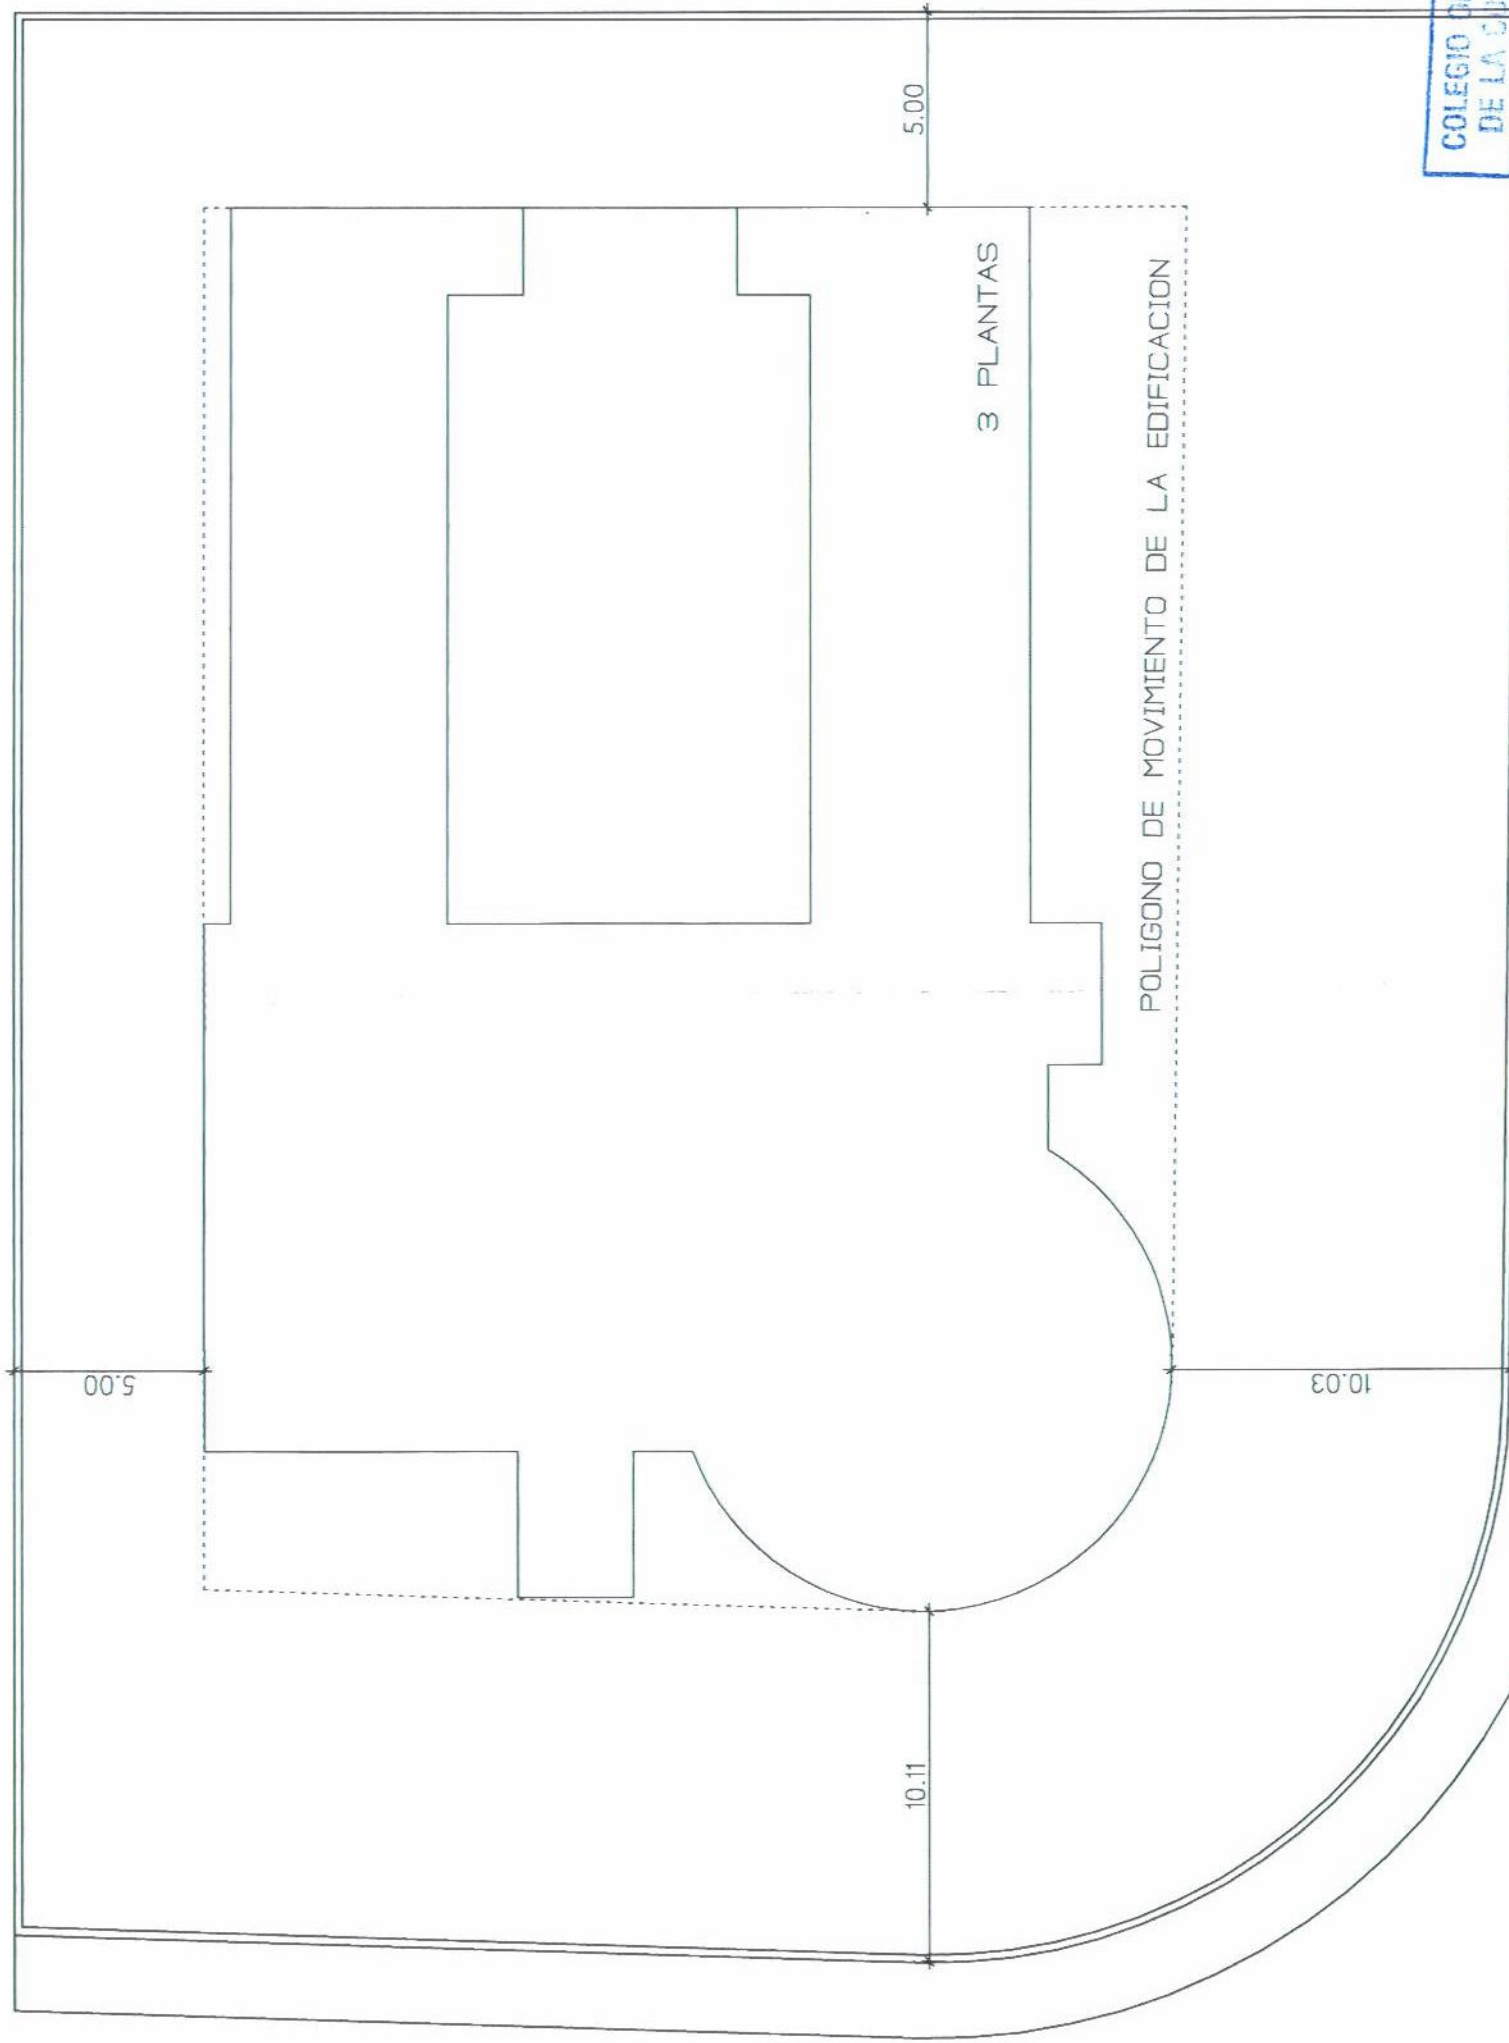 5.00
3 PLANTAS
POLIGONO DE MOVIMIENTO DE LA EDIFICACION
5.00
10.03
10.11
COLEGIO
DE LA